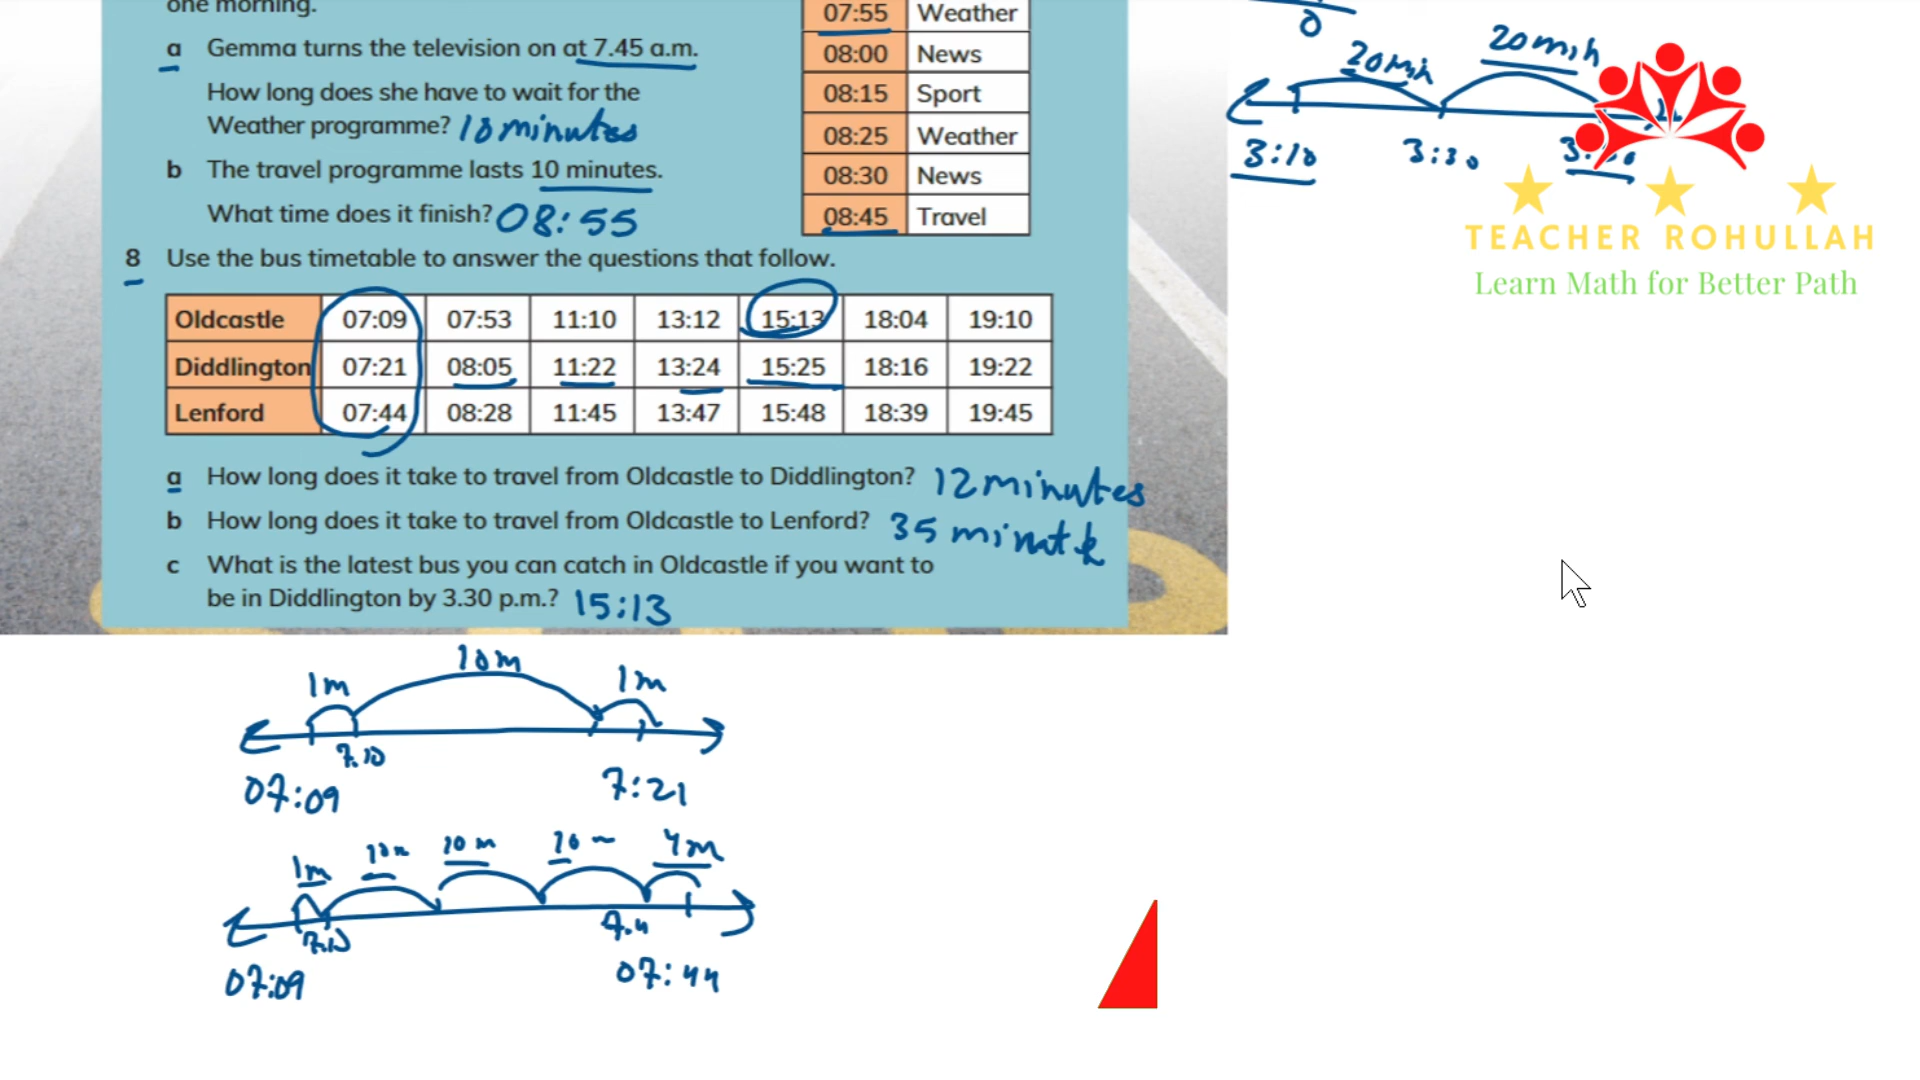 one morning.
a Gemma turns the television on at 7.45 a.m.
How long does she have to wait for the
Weather programme? 10 minutes
b The travel programme lasts 10 minutes.
What time does it finish? 08:55
07:55 Weather
08:00 News
08:15 Sport
08:25 Weather
08:30 News
08:45 Travel
0
20min 20min
3:10 3:30
TEACHER ROHULLAH
Learn Math for Better Path
8 Use the bus timetable to answer the questions that follow.
Oldcastle 07:09 07:53 11:10 13:12 15:13 18:04 19:10
Diddlington 07:21 08:05 11:22 13:24 15:25 18:16 19:22
Lenford 07:44 08:28 11:45 13:47 15:48 18:39 19:45
a How long does it take to travel from Oldcastle to Diddlington? 12 minutes
b How long does it take to travel from Oldcastle to Lenford? 35
c What is the latest bus you can catch in Oldcastle if you want to
be in Diddlington by 3.30 p.m.? 15:13
1m 10m 1m
7.10
07:09 7:21
1m 10m 10m 10m 4m
7.10
07:09 07:44